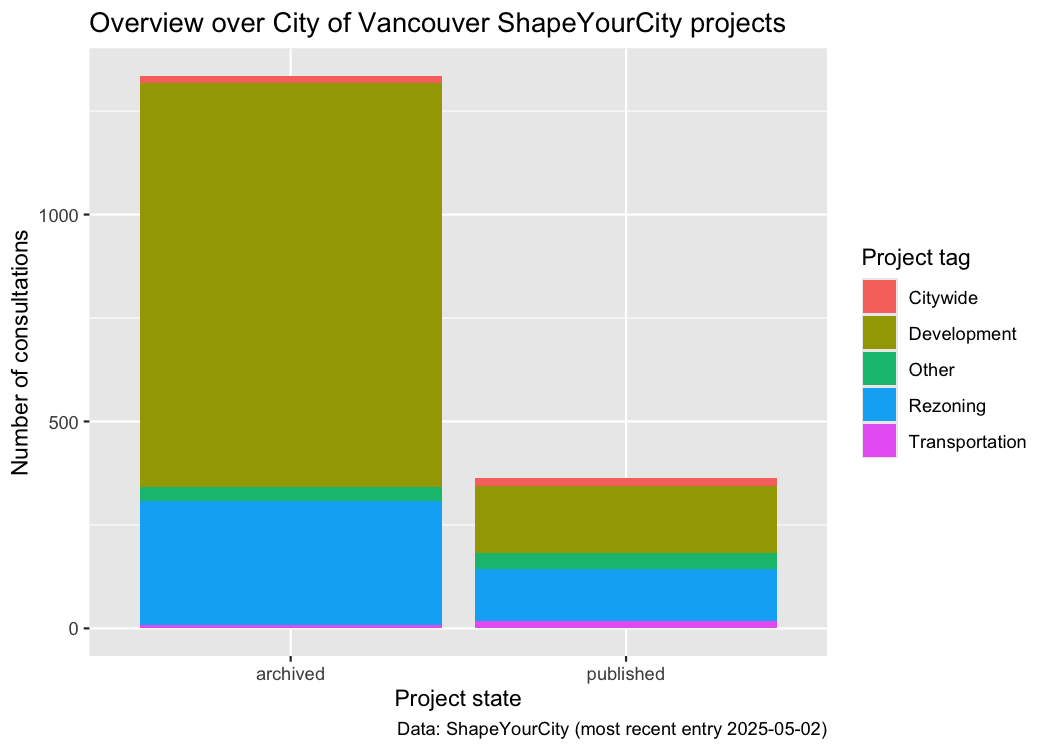 Overview over City of Vancouver ShapeYourCity projects
Number of consultations
1000
500
0
archived
published
Project state
Project tag
Citywide
Development
Other
Rezoning
Transportation
Data: ShapeYourCity (most recent entry 2025-05-02)